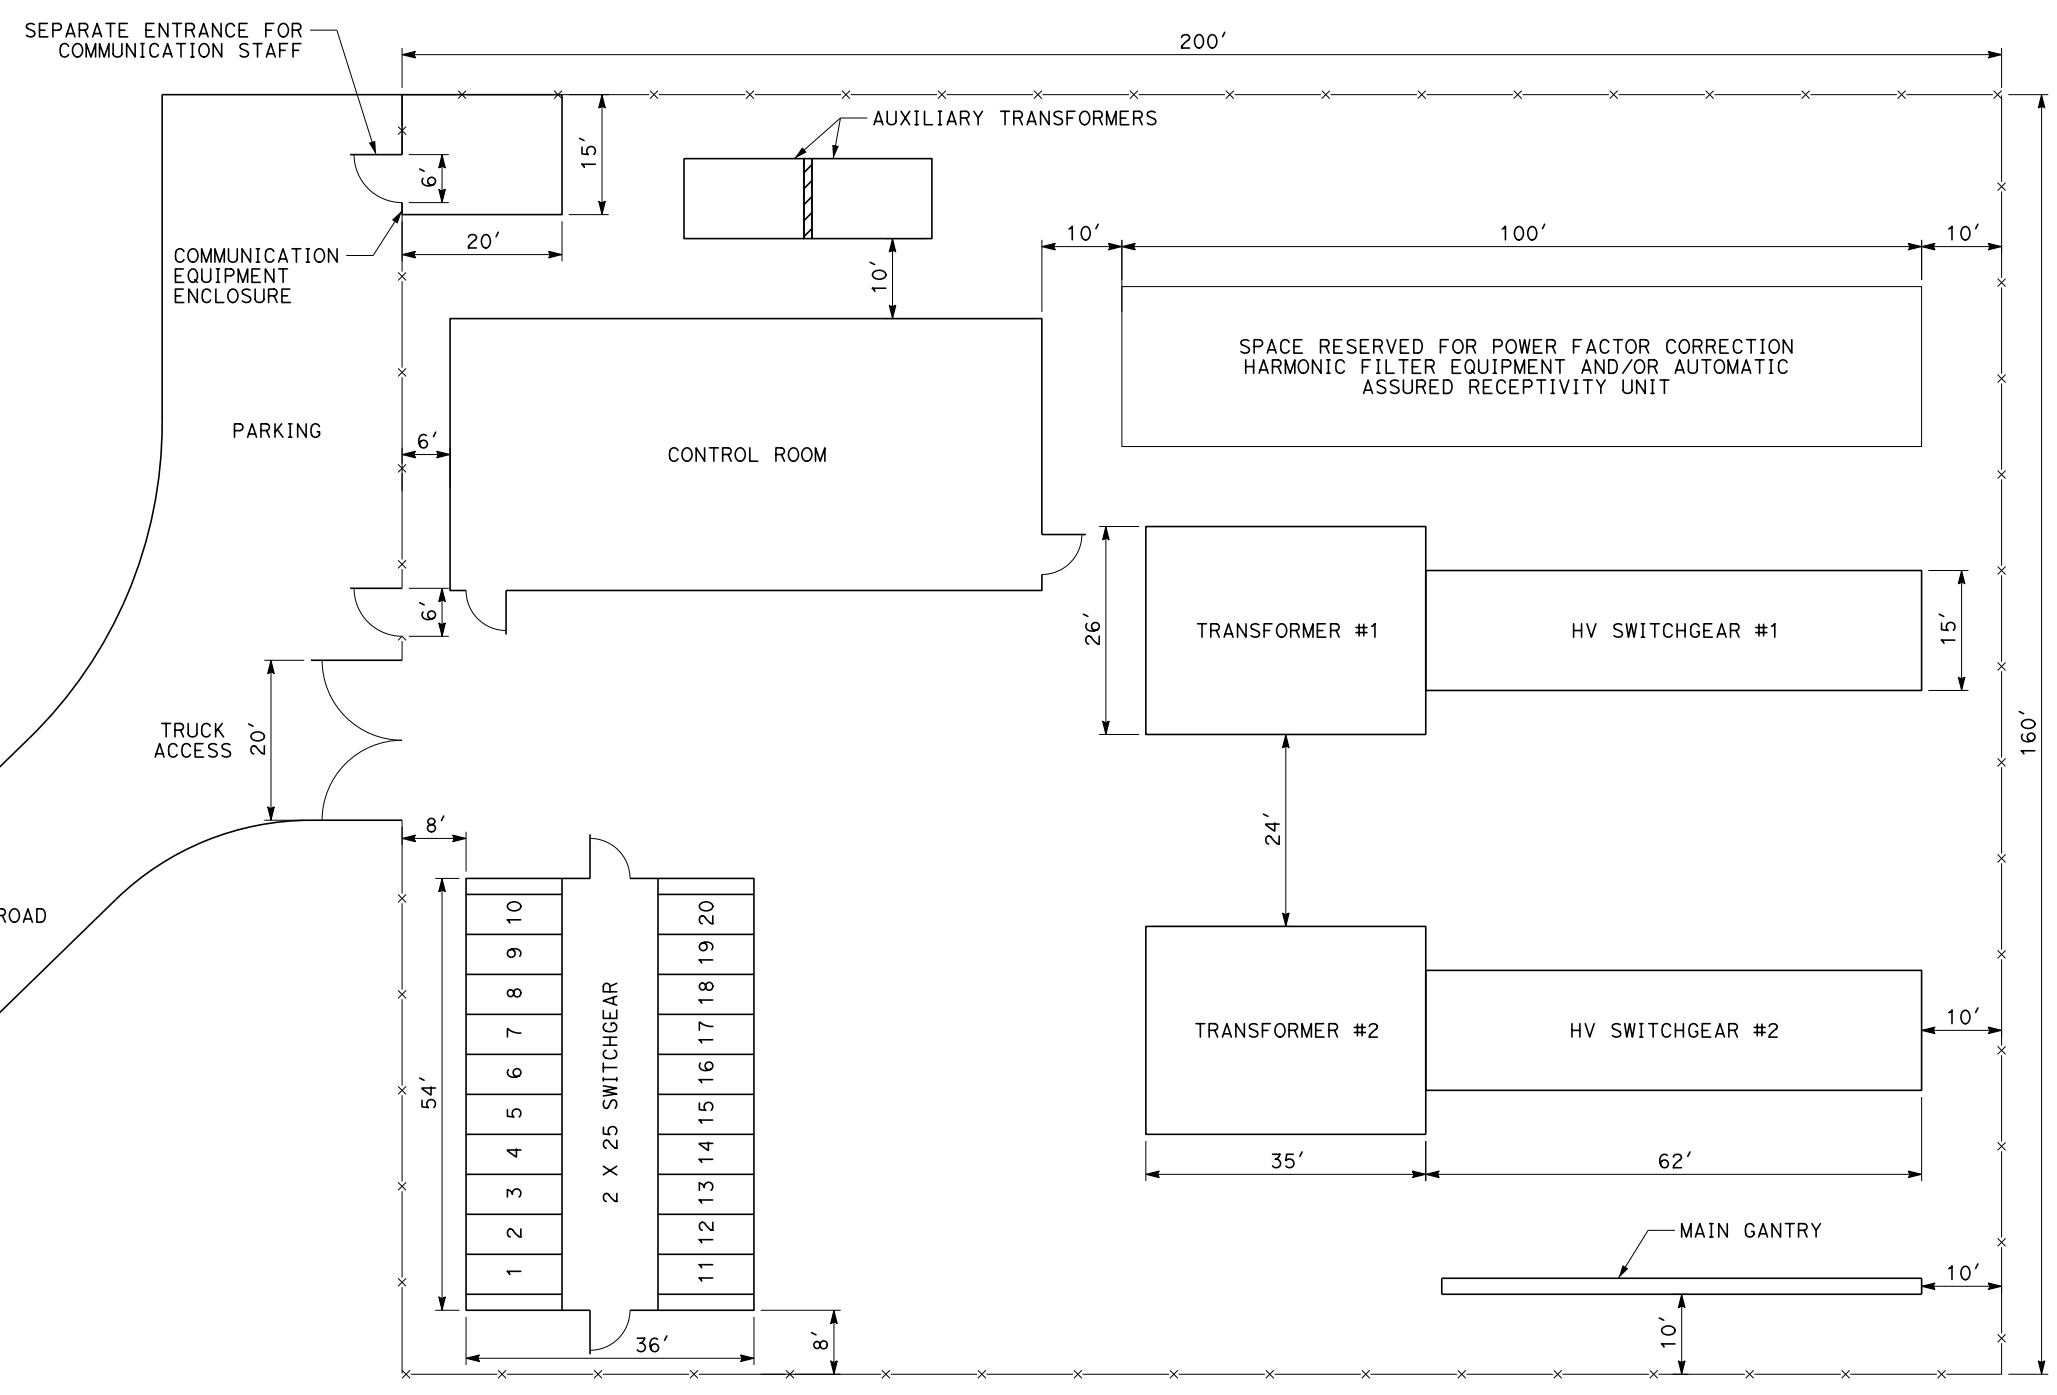 SEPARATE ENTRANCE FOR
COMMUNICATION STAFF
200'
AUXILIARY TRANSFORMERS
15'
6'
COMMUNICATION
EQUIPMENT
ENCLOSURE
20'
10'
10'
100'
10'
SPACE RESERVED FOR POWER FACTOR CORRECTION
HARMONIC FILTER EQUIPMENT AND/OR AUTOMATIC
ASSURED RECEPTIVITY UNIT
PARKING
6'
CONTROL ROOM
6'
26'
TRANSFORMER #1
HV SWITCHGEAR #1
15'
TRUCK
ACCESS
20'
160'
8'
24'
ROAD
10
9
8
7
6
5
4
3
2
1
2 X 25 SWITCHGEAR
20
19
18
17
16
15
14
13
12
11
54'
36'
8'
TRANSFORMER #2
HV SWITCHGEAR #2
10'
35'
62'
MAIN GANTRY
10'
10'